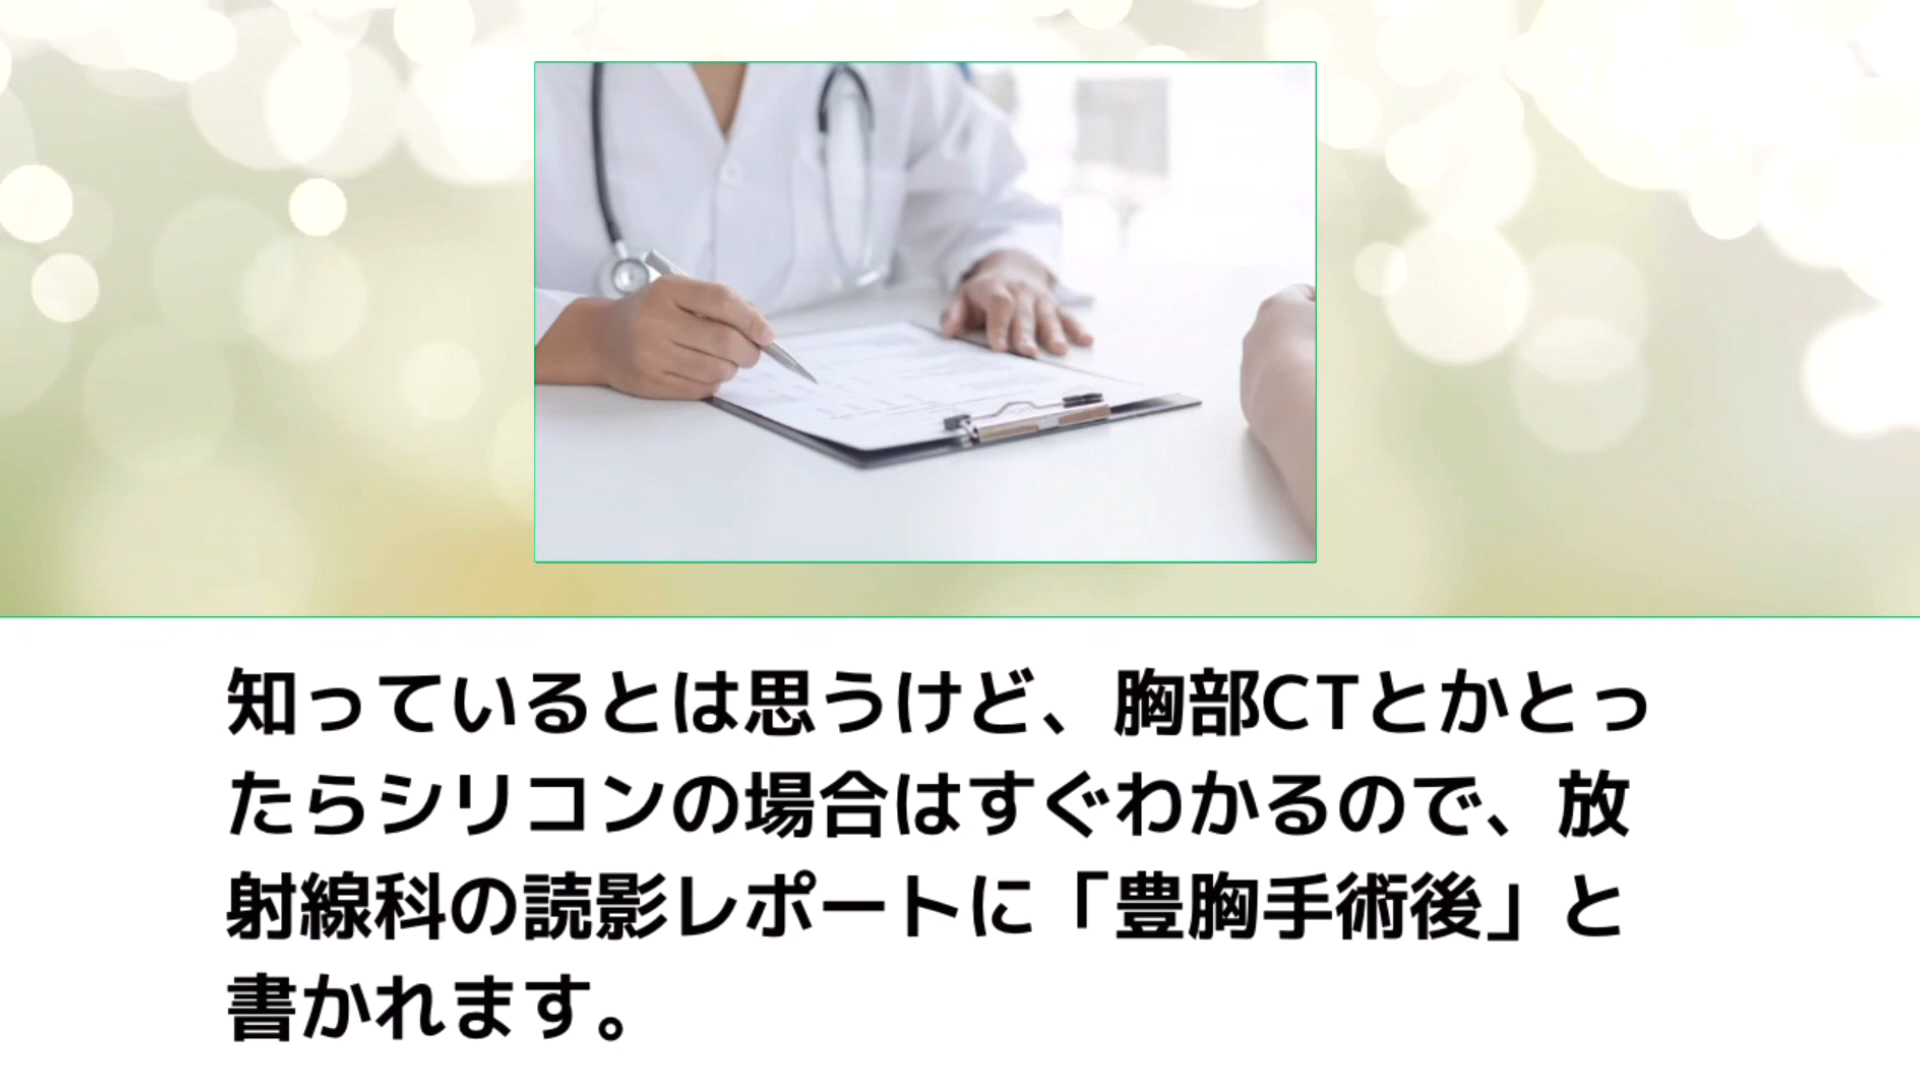 知っているとは思うけど、胸部CTとかとっ
たらシリコンの場合はすぐわかるので、放
射線科の読影レポートに「豊胸手術後」と
書かれます。